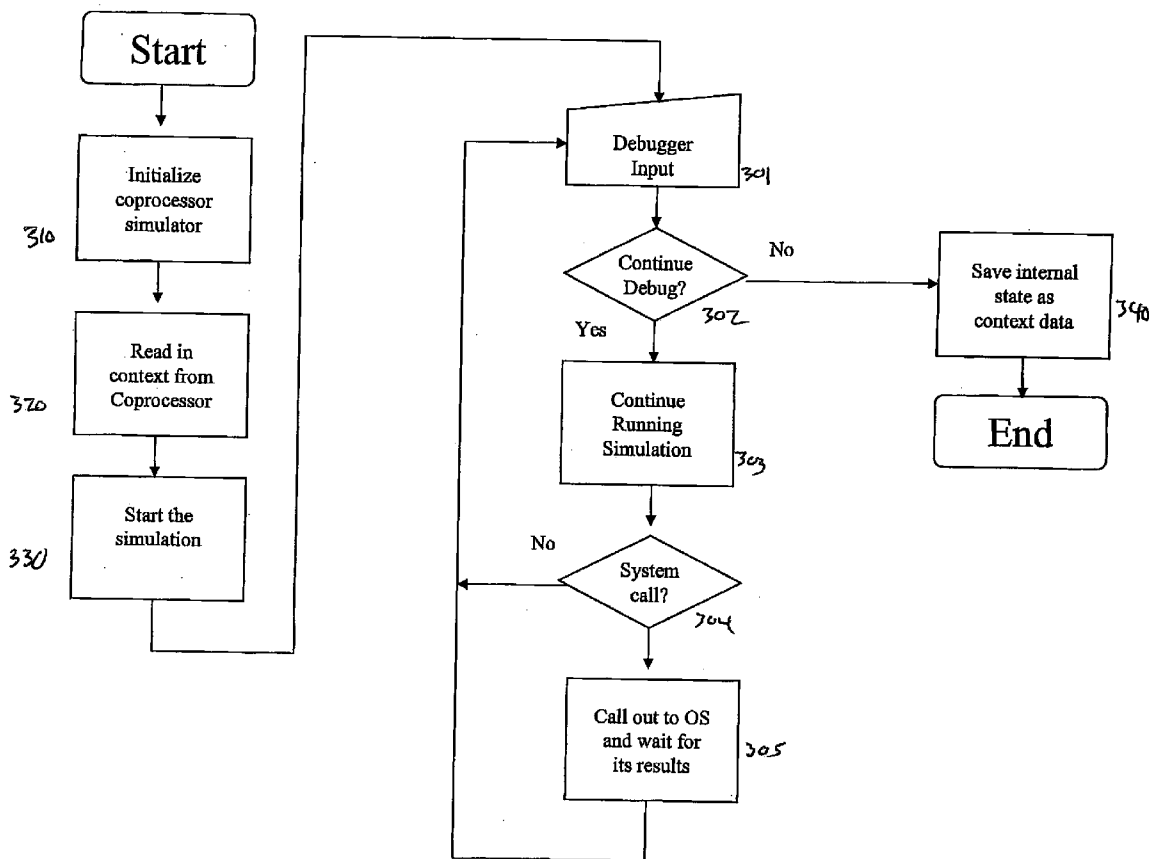 Start
Initialize
coprocessor
simulator
310
Read in
context from
Coprocessor
320
Start the
simulation
330
Debugger
Input
301
Continue
Debug?
302
No
Yes
Save internal
state as
context data
340
End
Continue
Running
Simulation
303
No
System
call?
304
Call out to OS
and wait for
its results
305